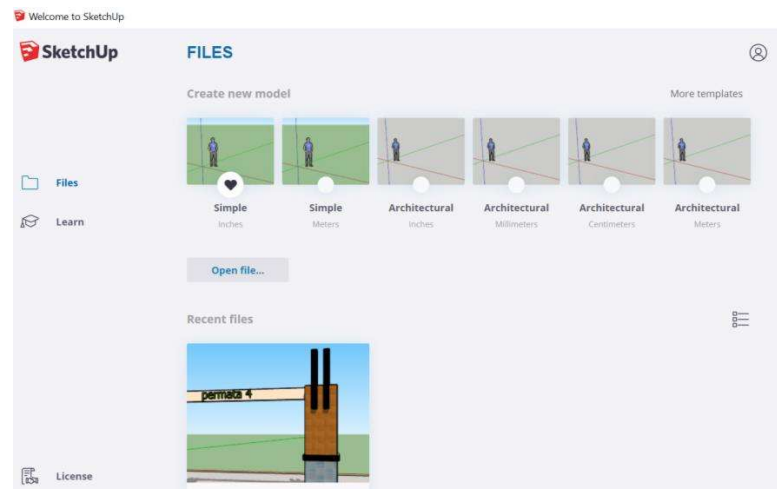 Welcome to SketchUp
SketchUp
FILES
Create new model
More templates
Simple
Inches
Simple
Meters
Architectural
Inches
Architectural
Millimeters
Architectural
Centimeters
Architectural
Meters
Files
Learn
Open file...
Recent files
permata 4
License